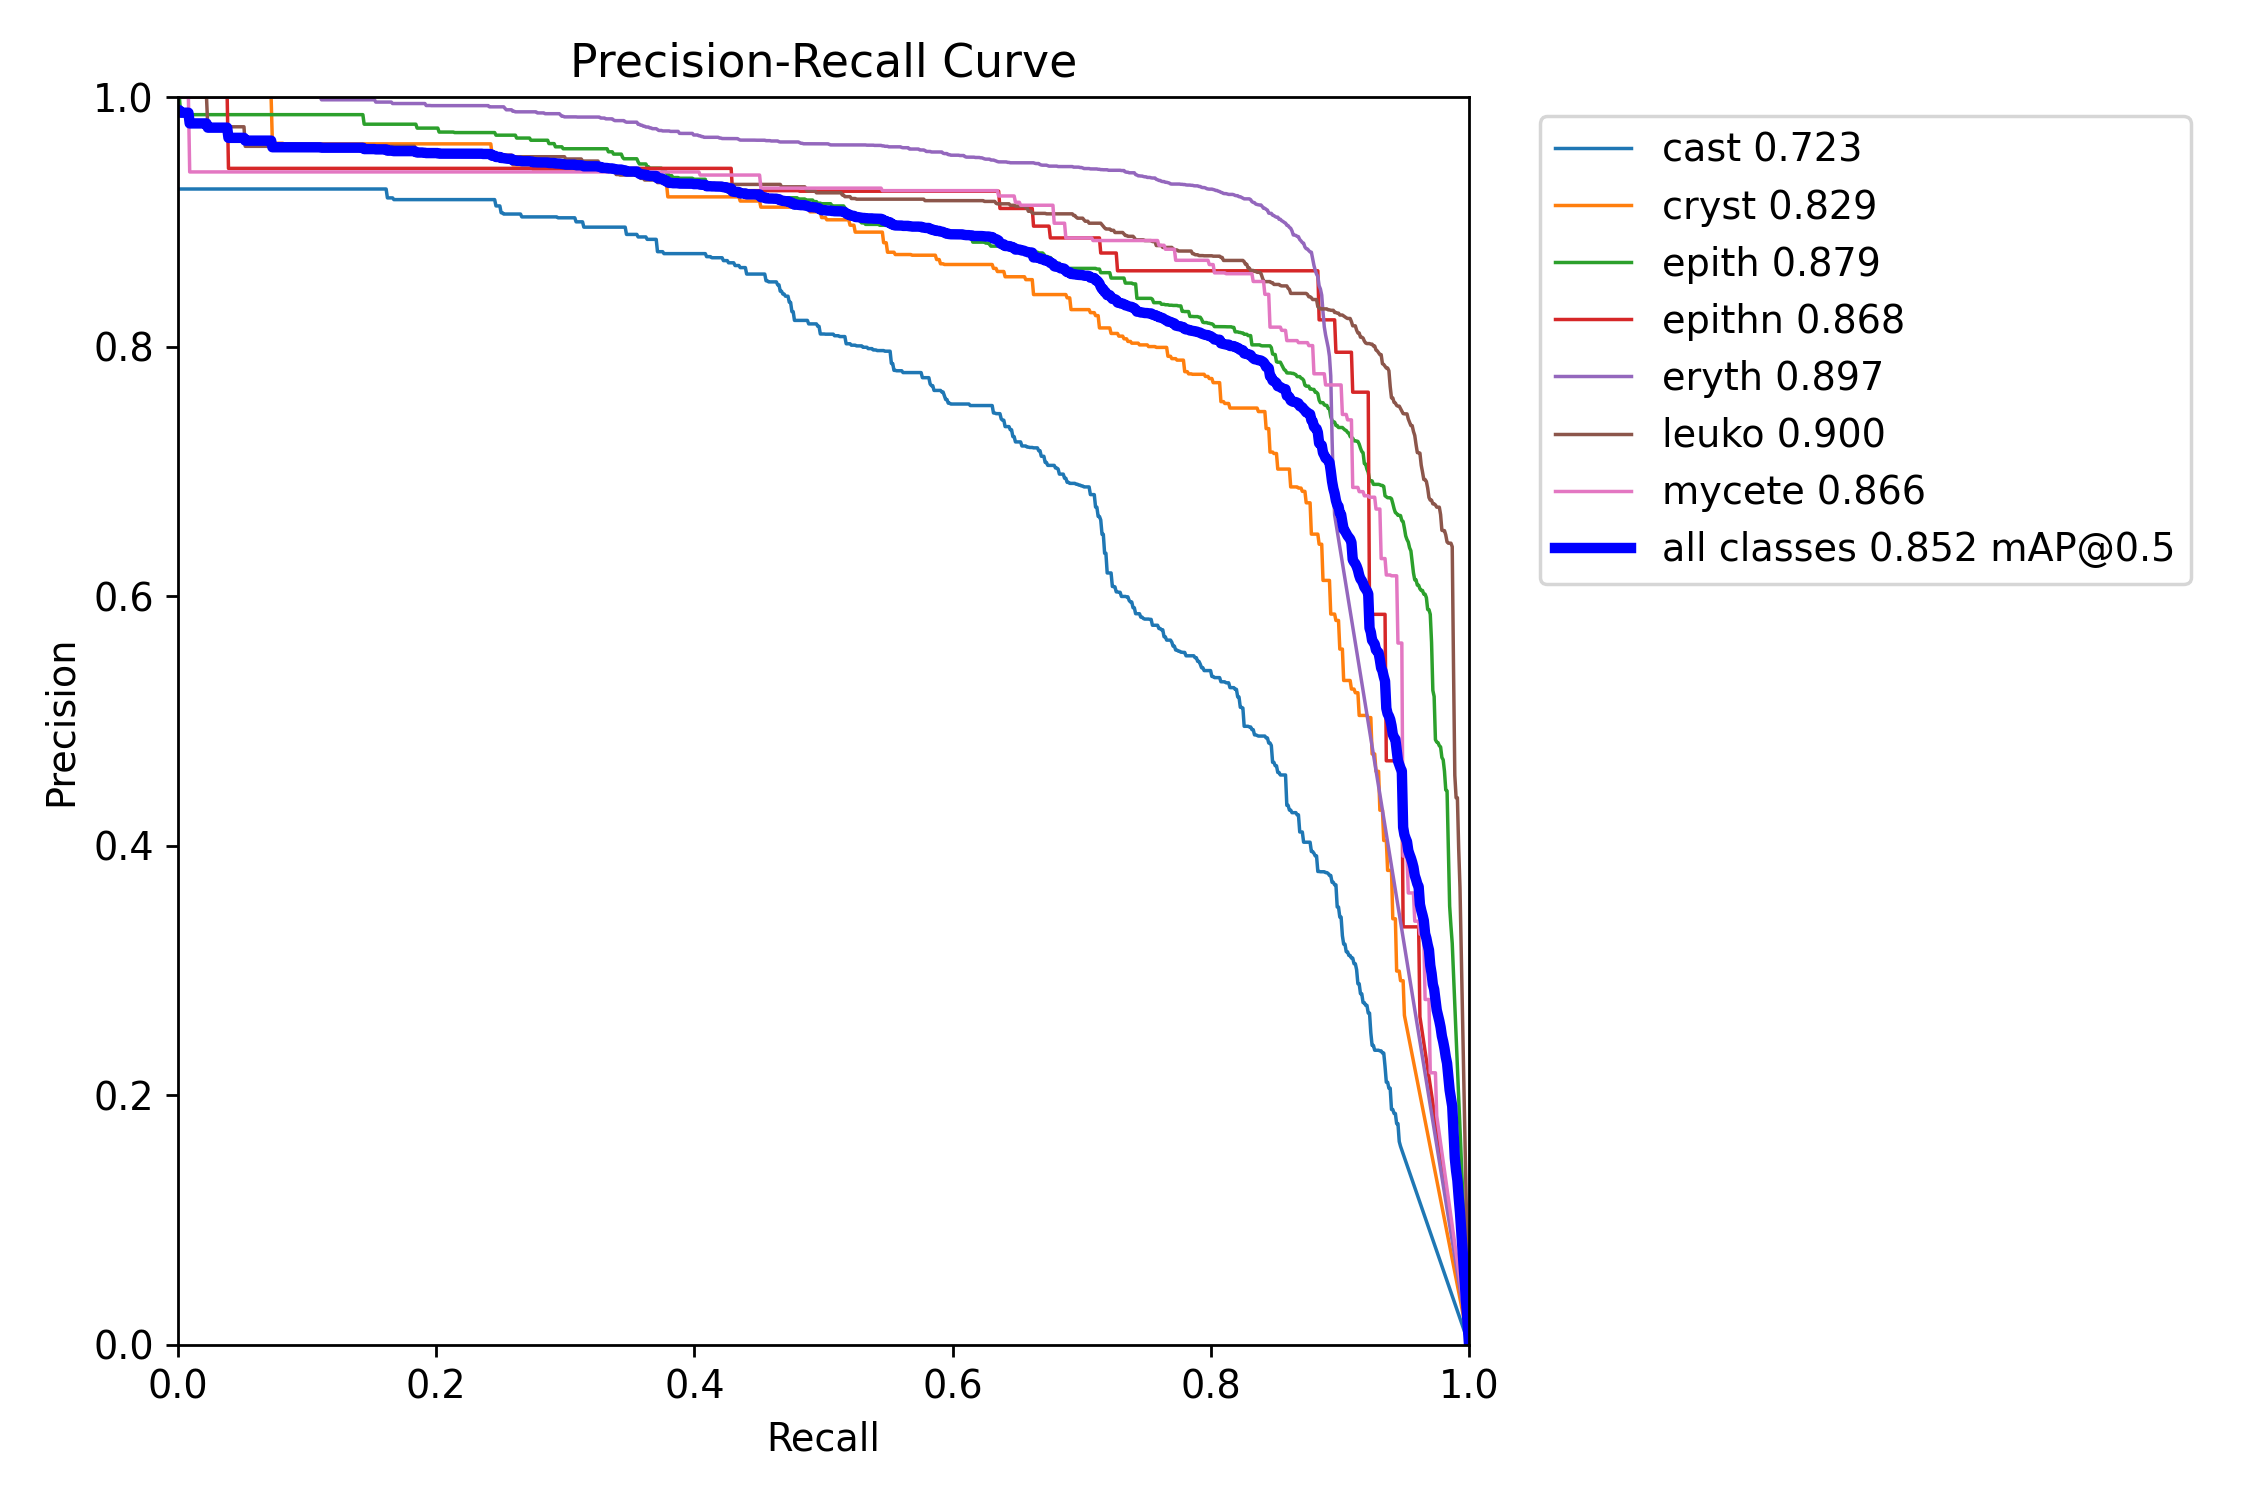 Precision-Recall Curve
1.0
0.8
0.6
0.4
0.2
0.0
Precision
0.0 0.2 0.4 0.6 0.8 1.0
Recall
cast 0.723
cryst 0.829
epith 0.879
epithn 0.868
eryth 0.897
leuko 0.900
mycete 0.866
all classes 0.852 mAP@0.5